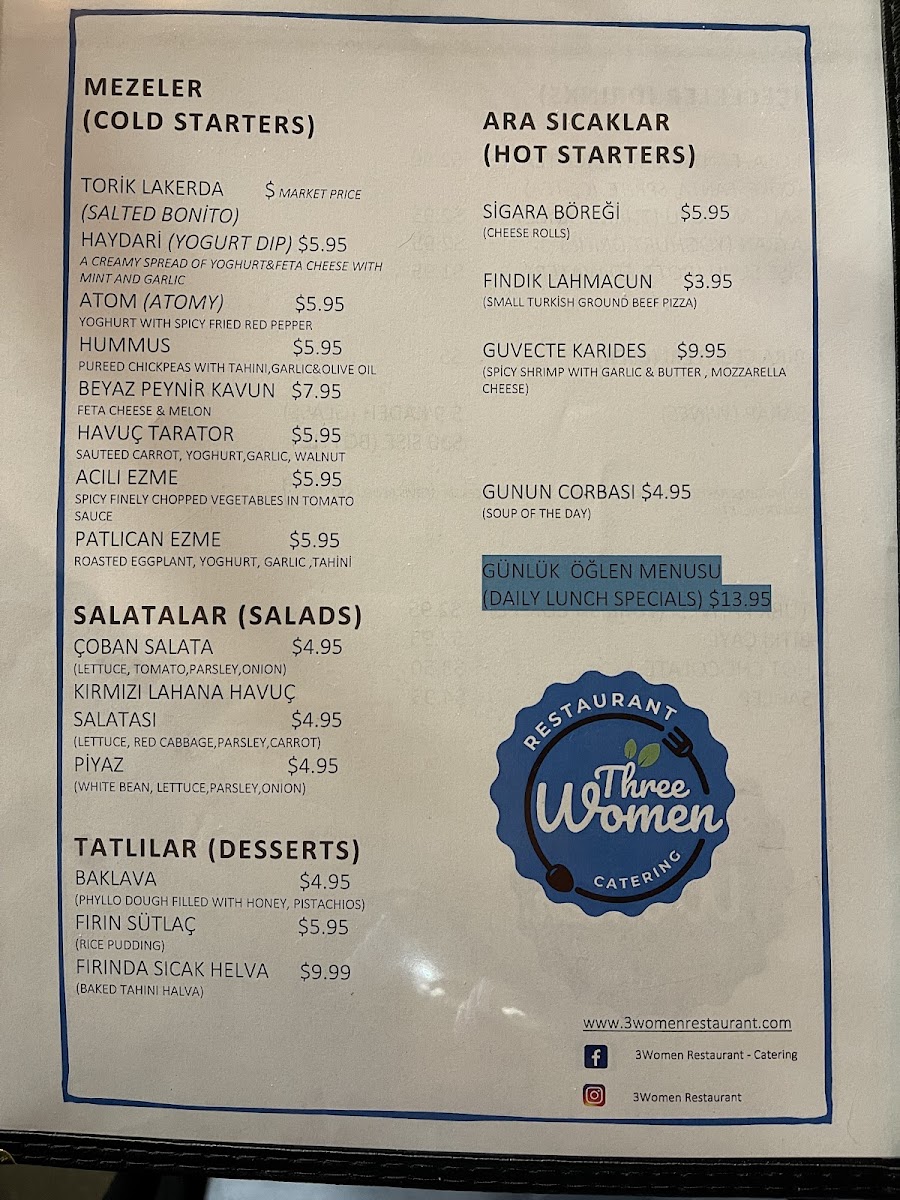 MEZELER
(COLD STARTERS)
TORİK LAKERDA $ MARKET PRICE
(SALTED BONİTO)
HAYDARİ (YOGURT DIP) $5.95
A CREAMY SPREAD OF YOGHURT&FETA CHEESE WITH
MINT AND GARLIC
ATOM (ATOMY) $5.95
YOGHURT WITH SPICY FRIED RED PEPPER
HUMMUS $5.95
PUREED CHICKPEAS WITH TAHINI,GARLIC&OLIVE OIL
BEYAZ PEYNİR KAVUN $7.95
FETA CHEESE & MELON
HAVUÇ TARATOR $5.95
SAUTEED CARROT, YOGHURT,GARLIC, WALNUT
ACILI EZME $5.95
SPICY FINELY CHOPPED VEGETABLES IN TOMATO
SAUCE
PATLICAN EZME $5.95
ROASTED EGGPLANT, YOGHURT, GARLIC ,TAHİNİ
SALATALAR (SALADS)
ÇOBAN SALATA $4.95
(LETTUCE, TOMATO,PARSLEY,ONION)
KIRMIZI LAHANA HAVUÇ
SALATASI $4.95
(LETTUCE, RED CABBAGE,PARSLEY,CARROT)
PİYAZ $4.95
(WHITE BEAN, LETTUCE,PARSLEY,ONION)
TATLILAR (DESSERTS)
BAKLAVA $4.95
(PHYLLO DOUGH FILLED WITH HONEY, PISTACHIOS)
FIRIN SÜTLAÇ $5.95
(RICE PUDDING)
FIRINDA SICAK HELVA $9.99
(BAKED TAHINI HALVA)
ARA SICAKLAR
(HOT STARTERS)
SİGARA BÖREĞİ $5.95
(CHEESE ROLLS)
FINDIK LAHMACUN $3.95
(SMALL TURKİSH GROUND BEEF PIZZA)
GUVECTE KARIDES $9.95
(SPİCY SHRIMP WITH GARLIC & BUTTER , MOZZARELLA
CHEESE)
GUNUN CORBASI $4.95
(SOUP OF THE DAY)
GÜNLÜK ÖĞLEN MENUSU
(DAILY LUNCH SPECIALS) $13.95
RESTAURANT
Three
Women
CATERING
www.3womenrestaurant.com
3Women Restaurant - Catering
3Women Restaurant